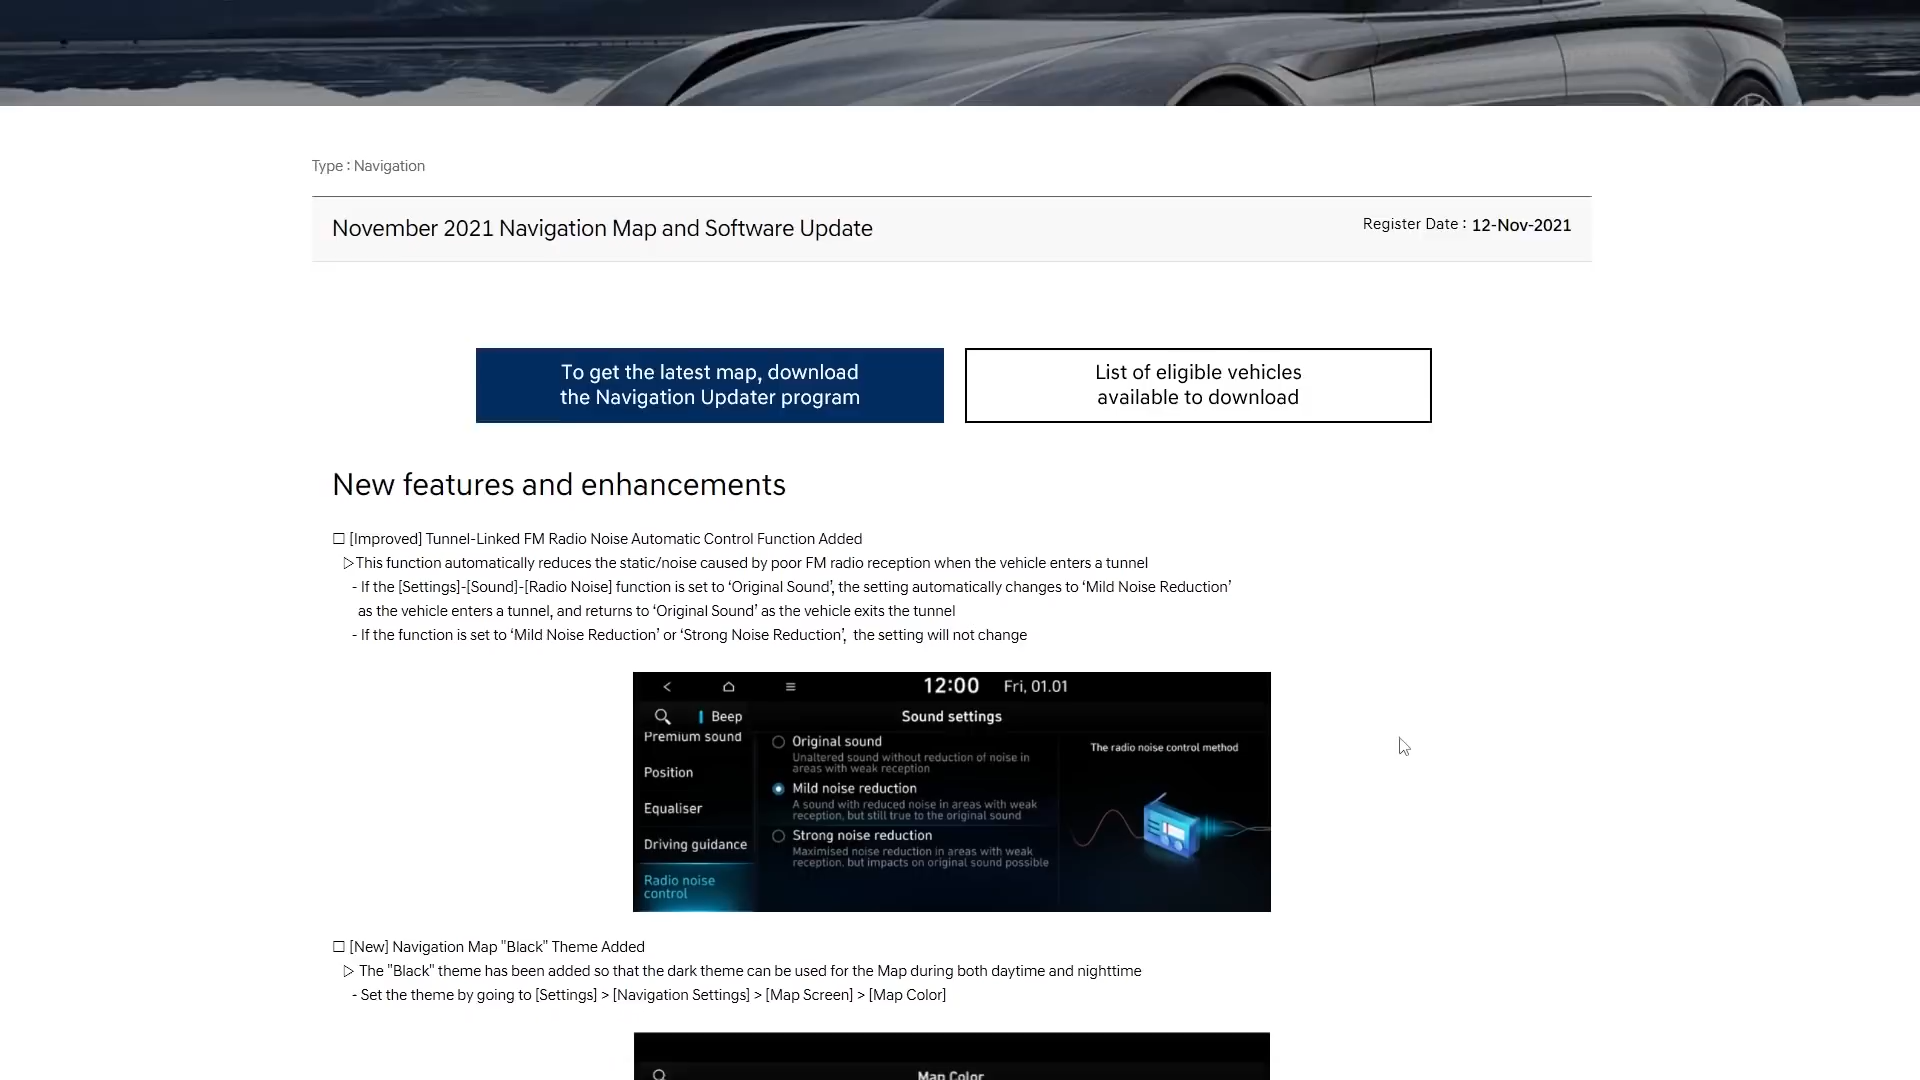 Type : Navigation
November 2021 Navigation Map and Software Update
Register Date : 12-Nov-2021
To get the latest map, download
the Navigation Updater program
List of eligible vehicles
available to download
New features and enhancements
☐ [Improved] Tunnel-Linked FM Radio Noise Automatic Control Function Added
▷This function automatically reduces the static/noise caused by poor FM radio reception when the vehicle enters a tunnel
- If the [Settings]-[Sound]-[Radio Noise] function is set to ‘Original Sound’, the setting automatically changes to ‘Mild Noise Reduction’
as the vehicle enters a tunnel, and returns to ‘Original Sound’ as the vehicle exits the tunnel
- If the function is set to ‘Mild Noise Reduction’ or ‘Strong Noise Reduction’, the setting will not change
12:00 Fri, 01.01
Beep
Sound settings
Premium sound
Position
Equaliser
Driving guidance
Radio noise
control
Original sound
Unaltered sound without reduction of noise in
areas with weak reception
Mild noise reduction
A sound with reduced noise in areas with weak
reception, but still true to the original sound
Strong noise reduction
Maximised noise reduction in areas with weak
reception, but impacts on original sound possible
The radio noise control method
☐ [New] Navigation Map "Black" Theme Added
▷ The "Black" theme has been added so that the dark theme can be used for the Map during both daytime and nighttime
- Set the theme by going to [Settings] > [Navigation Settings] > [Map Screen] > [Map Color]
Map Color